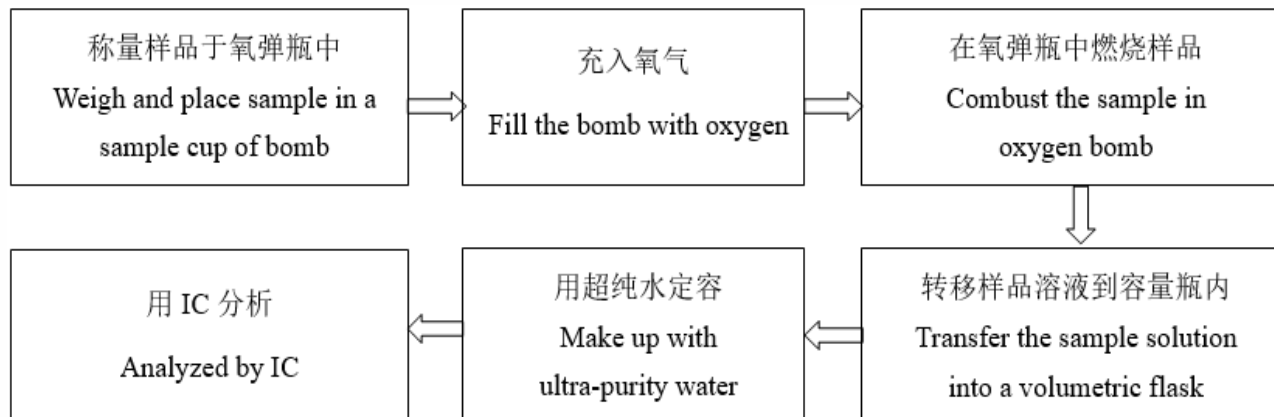 称量样品于氧弹瓶中
Weigh and place sample in a
sample cup of bomb
充入氧气
Fill the bomb with oxygen
在氧弹瓶中燃烧样品
Combust the sample in
oxygen bomb
转移样品溶液到容量瓶内
Transfer the sample solution
into a volumetric flask
用超纯水定容
Make up with
ultra-purity water
用 IC 分析
Analyzed by IC